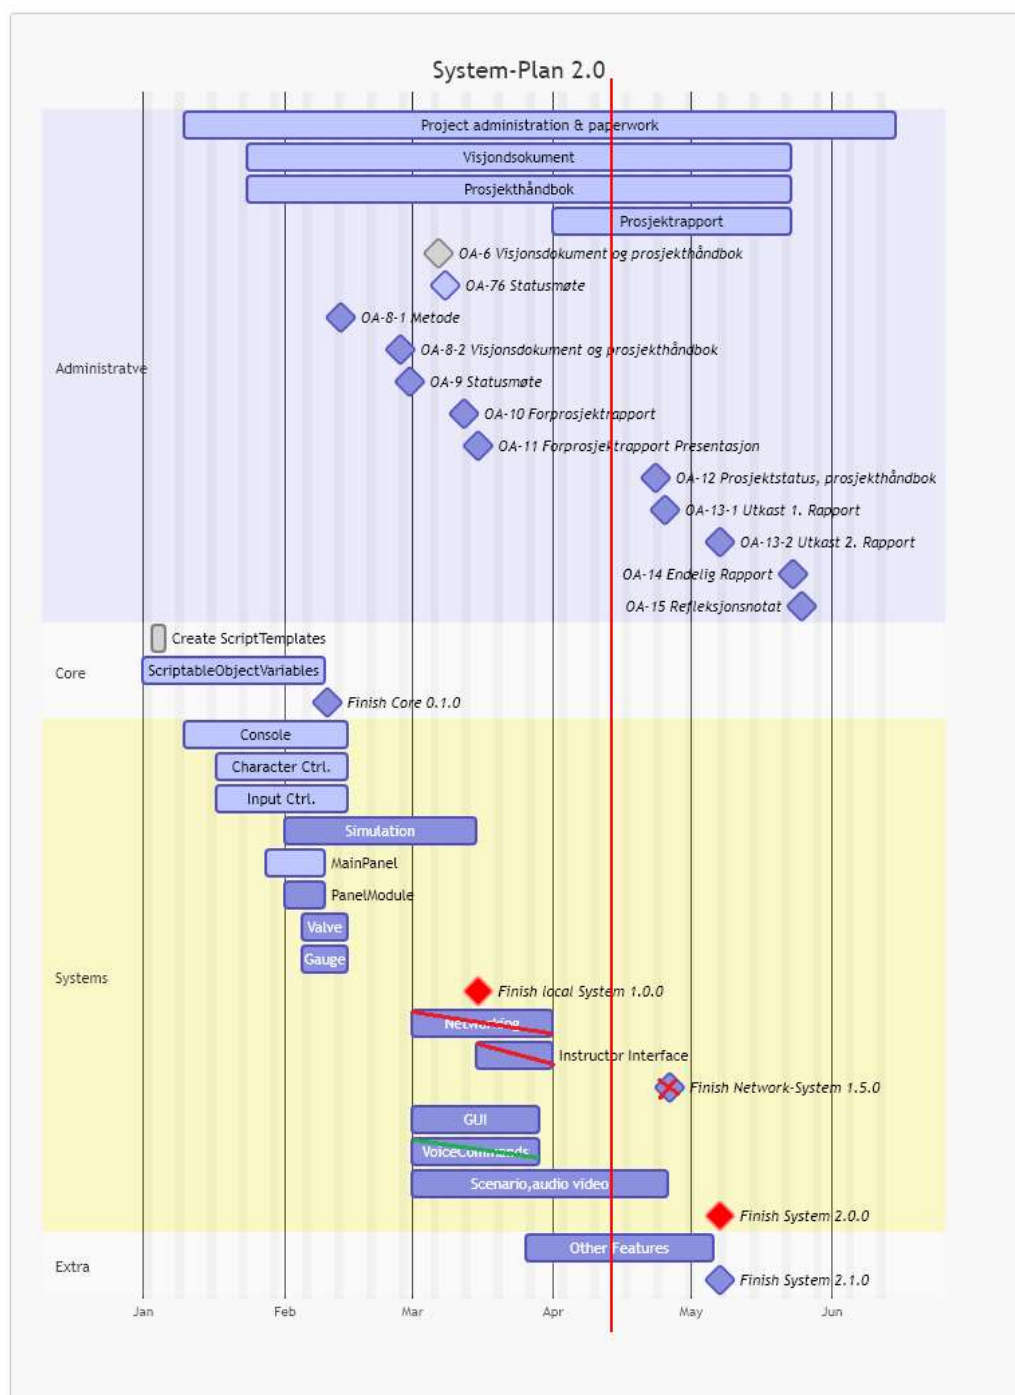 System-Plan 2.0
Project administration & paperwork
Visjondsokument
Prosjekthåndbok
Prosjektrapport
OA-6 Visjonsdokument og prosjekthåndbok
OA-76 Statusmøte
OA-8-1 Metode
OA-8-2 Visjonsdokument og prosjekthåndbok
Administratve
OA-9 Statusmøte
OA-10 Forprosjektrapport
OA-11 Forprosjektrapport Presentasjon
OA-12 Prosjektstatus, prosjekthåndbok
OA-13-1 Utkast 1. Rapport
OA-13-2 Utkast 2. Rapport
OA-14 Endelig Rapport
OA-15 Refleksjonsnotat
Create ScriptTemplates
Core
ScriptableObjectVariables
Finish Core 0.1.0
Console
Character Ctrl.
Input Ctrl.
Simulation
MainPanel
PanelModule
Valve
Gauge
Systems
Finish local System 1.0.0
Networking
Instructor Interface
Finish Network-System 1.5.0
GUI
VoiceCommands
Scenario,audio video
Finish System 2.0.0
Other Features
Extra
Finish System 2.1.0
Jan Feb Mar Apr May Jun